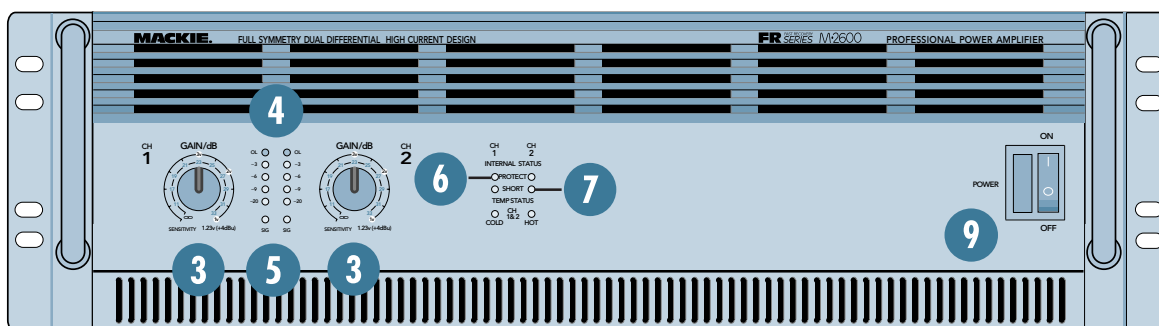 MACKIE. FULL SYMMETRY DUAL DIFFERENTIAL HIGH CURRENT DESIGN
FR FAST RECOVERY SERIES M•2600 PROFESSIONAL POWER AMPLIFIER
4
CH 1
GAIN/dB
SENSITIVITY 1.23v (+4dBu)
OL OL
-3 -3
-6 -6
-9 -9
-20 -20
SIG SIG
GAIN/dB
SENSITIVITY 1.23v (+4dBu)
CH 2
3
5
3
CH 1 CH 2
INTERNAL STATUS
PROTECT
SHORT
TEMP STATUS
CH 1&2
COLD HOT
6
7
POWER
ON
I
O
OFF
9